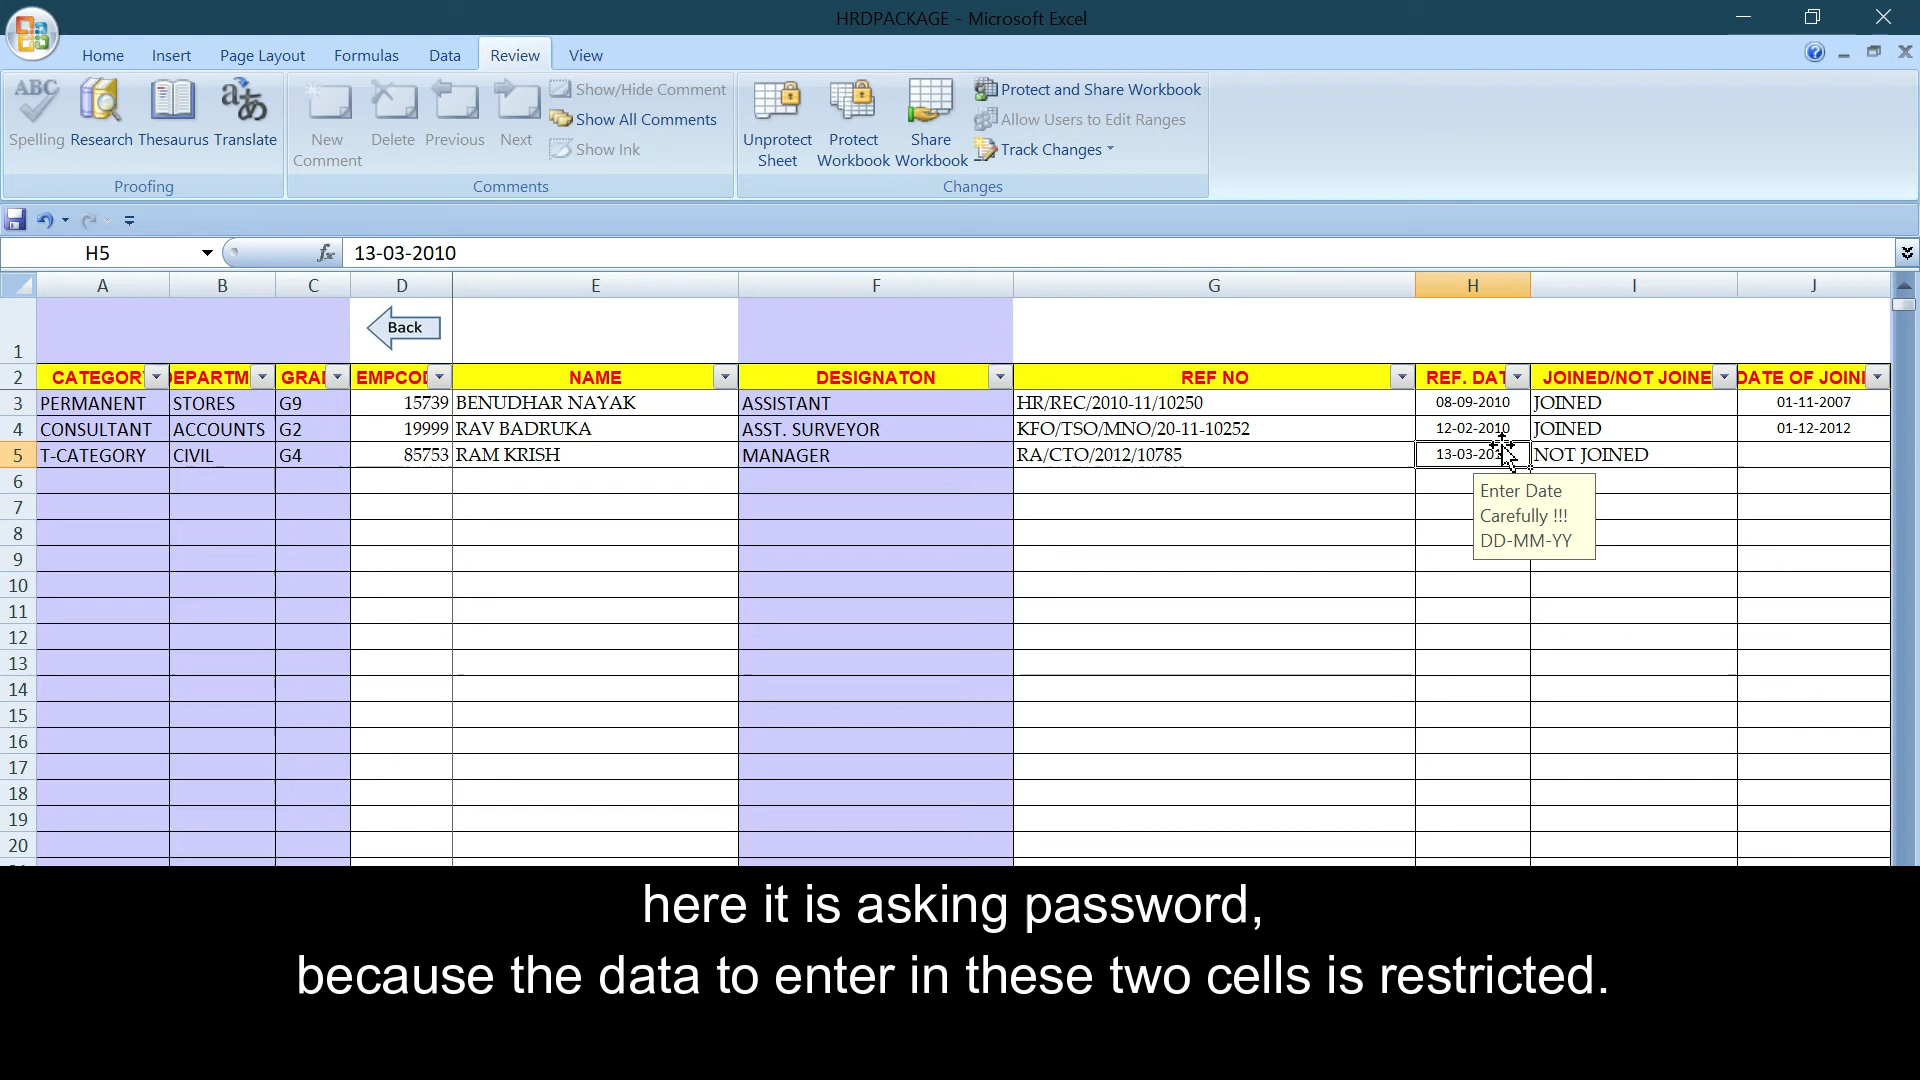 HRDPACKAGE - Microsoft Excel
Home Insert Page Layout Formulas Data Review View
ABC
Spelling Research Thesaurus Translate
Proofing
New Comment Delete Previous Next
Show/Hide Comment
Show All Comments
Show Ink
Comments
Unprotect Sheet Protect Workbook Share Workbook
Protect and Share Workbook
Allow Users to Edit Ranges
Track Changes
Changes
H5 fx 13-03-2010
A B C D E F G H I J
1 Back
2 CATEGOR EPARTM GRA EMPCO NAME DESIGNATON REF NO REF. DAT JOINED/NOT JOINE DATE OF JOIN
3 PERMANENT STORES G9 15739 BENUDHAR NAYAK ASSISTANT HR/REC/2010-11/10250 08-09-2010 JOINED 01-11-2007
4 CONSULTANT ACCOUNTS G2 19999 RAV BADRUKA ASST. SURVEYOR KFO/TSO/MNO/20-11-10252 12-02-2010 JOINED 01-12-2012
5 T-CATEGORY CIVIL G4 85753 RAM KRISH MANAGER RA/CTO/2012/10785 13-03-201 NOT JOINED
6
7
8
9
10
11
12
13
14
15
16
17
18
19
20
Enter Date
Carefully !!!
DD-MM-YY
here it is asking password,
because the data to enter in these two cells is restricted.